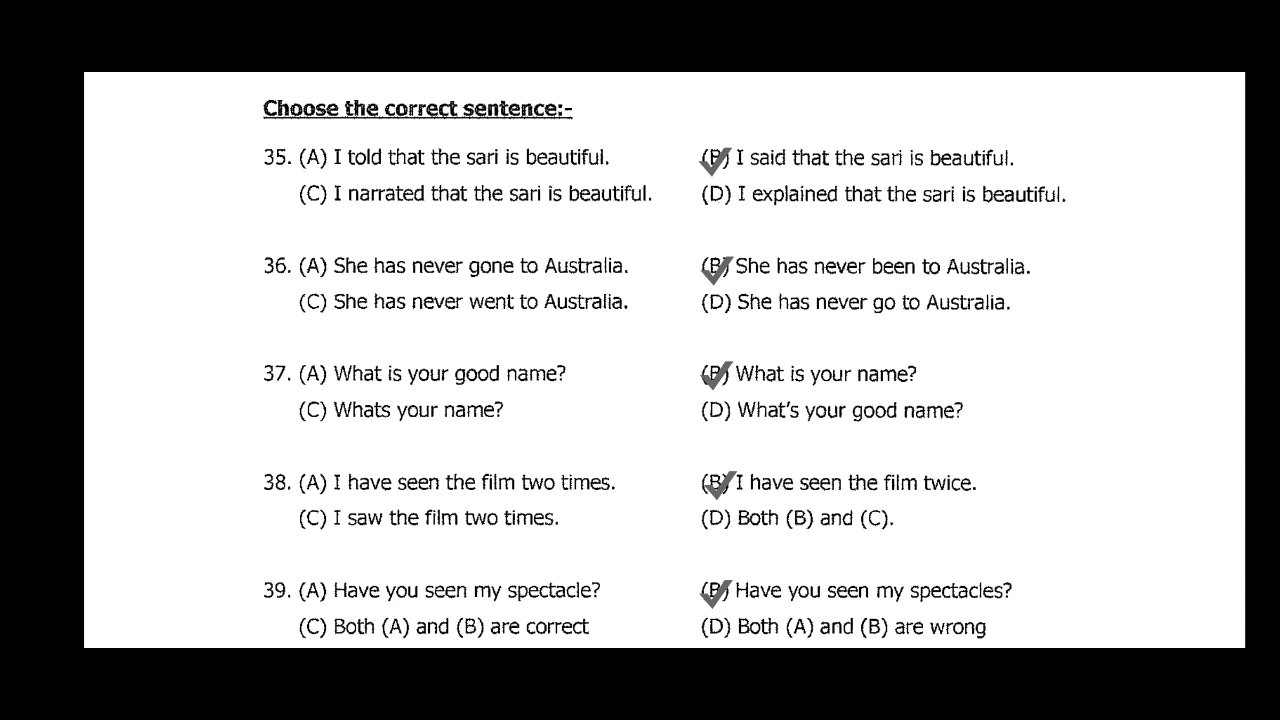 Choose the correct sentence:-
35. (A) I told that the sari is beautiful. (B) I said that the sari is beautiful.
(C) I narrated that the sari is beautiful. (D) I explained that the sari is beautiful.
36. (A) She has never gone to Australia. (B) She has never been to Australia.
(C) She has never went to Australia. (D) She has never go to Australia.
37. (A) What is your good name? (B) What is your name?
(C) Whats your name? (D) What's your good name?
38. (A) I have seen the film two times. (B) I have seen the film twice.
(C) I saw the film two times. (D) Both (B) and (C).
39. (A) Have you seen my spectacle? (B) Have you seen my spectacles?
(C) Both (A) and (B) are correct (D) Both (A) and (B) are wrong